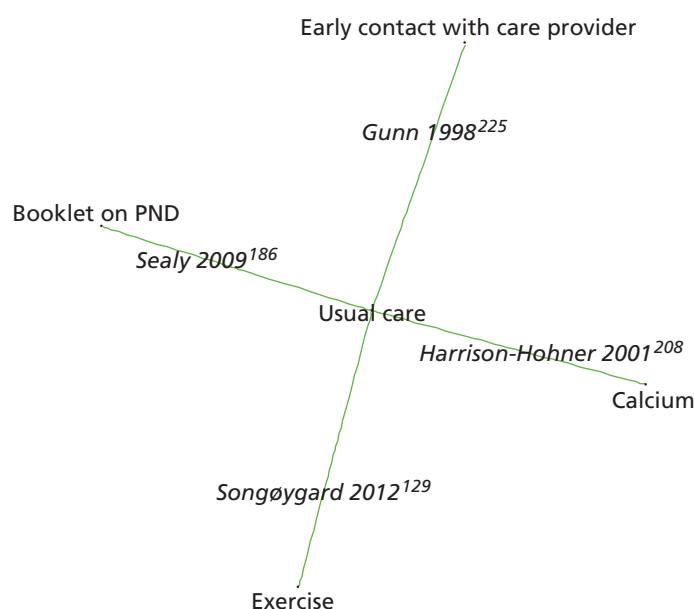 Early contact with care provider
Gunn 1998225
Booklet on PND
Sealy 2009186
Usual care
Harrison-Hohner 2001208
Calcium
Songøygard 2012129
Exercise